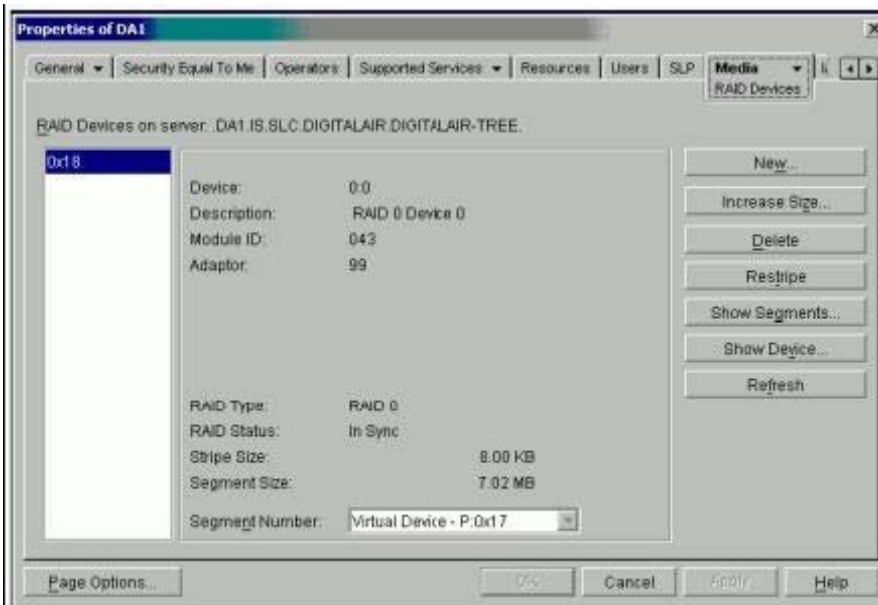 Properties of DA1
General Security Equal To Me Operators Supported Services Resources Users SLP Media
RAID Devices
RAID Devices on server: .DA1.IS.SLC.DIGITALAIR.DIGITALAIR-TREE.
0x18
New...
Device: 0:0
Increase Size...
Description: RAID 0 Device 0
Module ID: 043
Delete
Adaptor: 99
Restripe
Show Segments...
Show Device...
Refresh
RAID Type: RAID 0
RAID Status: In Sync
Stripe Size: 8.00 KB
Segment Size: 7.02 MB
Segment Number: Virtual Device - P:0x17
Page Options... OK Cancel Apply Help